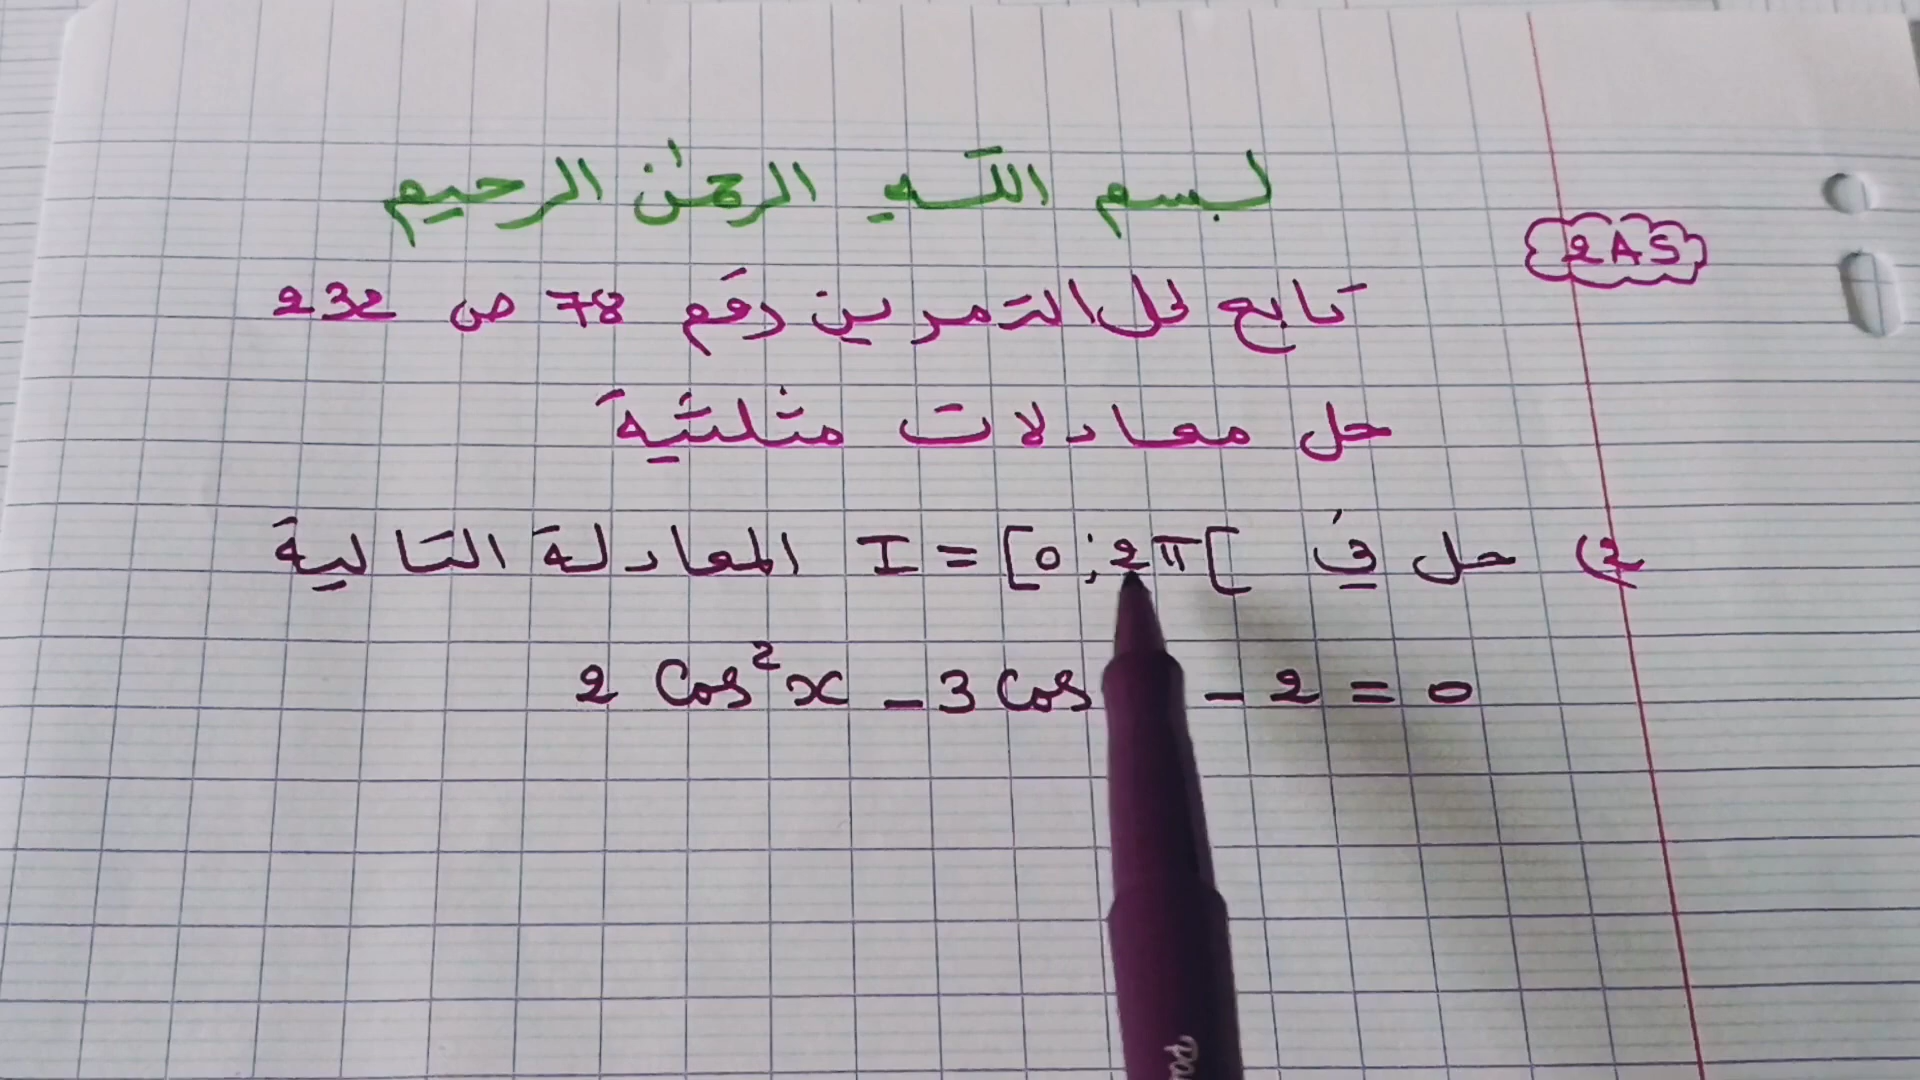 بسم الله الرحمٰن الرحيم
2AS
تابع لحل التمرين رقم 78 ص 232
حل معادلات مثلثية
2) حل في I = [0; 2π[ المعادلة التالية
2 Cos²x - 3 Cos - 2 = 0